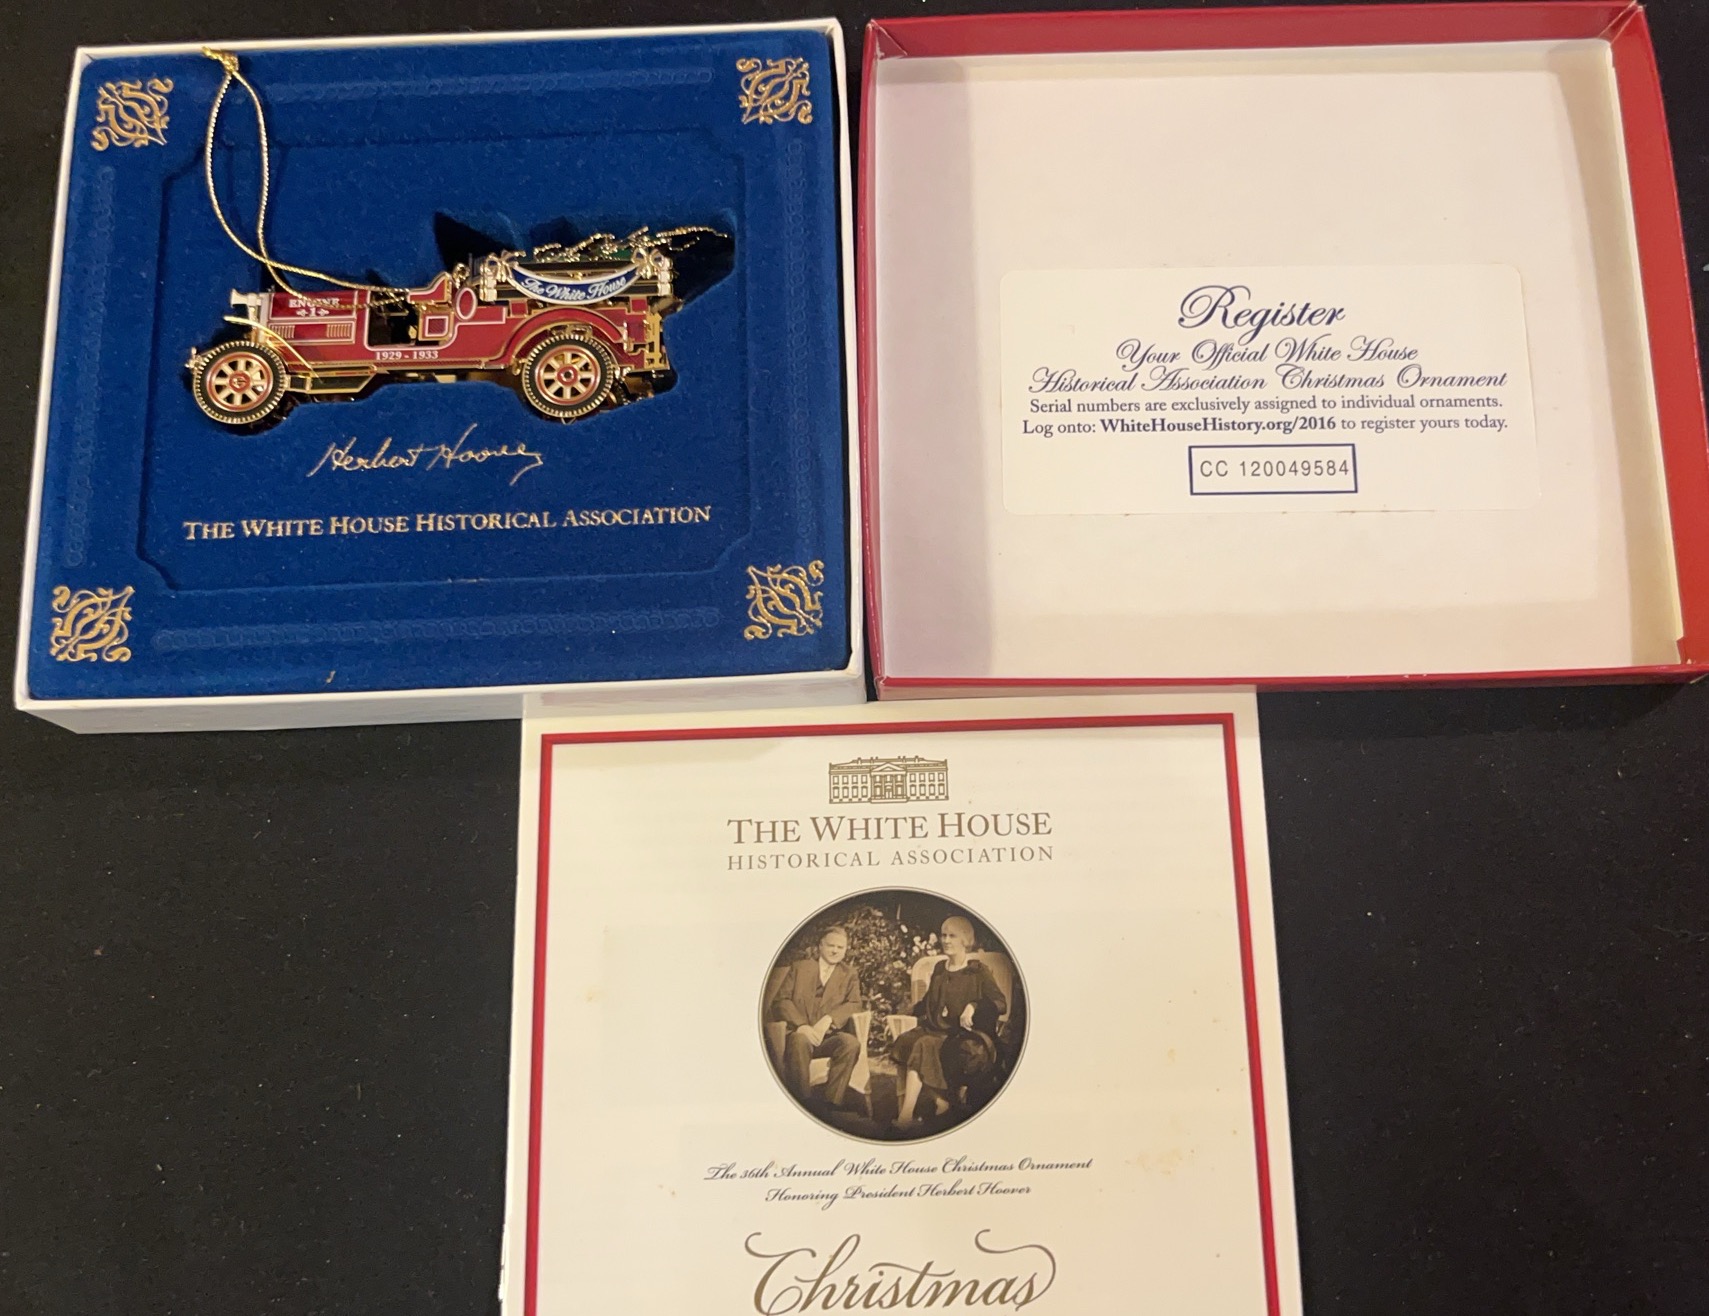 The White House
ENGINE
1
1929 - 1933
Herbert Hoover
THE WHITE HOUSE HISTORICAL ASSOCIATION
Register
Your Official White House
Historical Association Christmas Ornament
Serial numbers are exclusively assigned to individual ornaments.
Log onto: WhiteHouseHistory.org/2016 to register yours today.
CC 120049584
THE WHITE HOUSE
HISTORICAL ASSOCIATION
The 36th Annual White House Christmas Ornament
Honoring President Herbert Hoover
Christmas